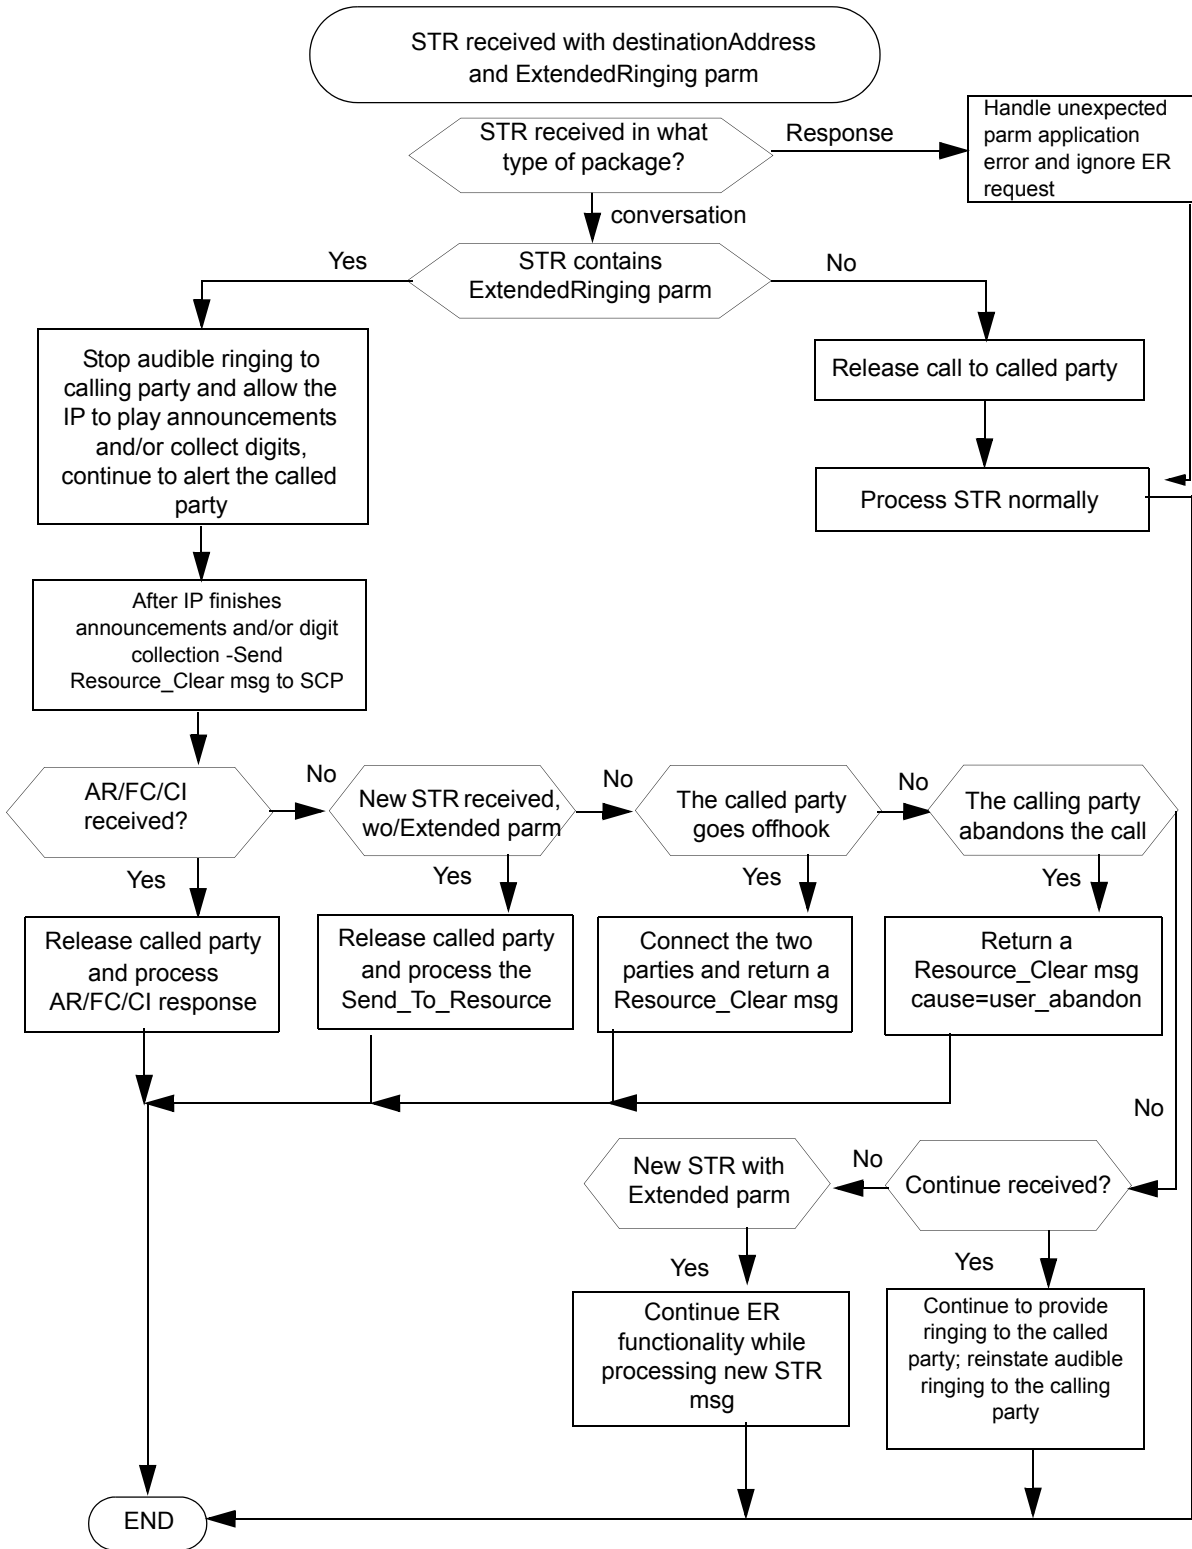 STR received with destinationAddress
and ExtendedRinging parm
STR received in what
type of package?
Response
Handle unexpected
parm application
error and ignore ER
request
conversation
Yes
STR contains
ExtendedRinging parm
No
Stop audible ringing to
calling party and allow the
IP to play announcements
and/or collect digits,
continue to alert the called
party
Release call to called party
Process STR normally
After IP finishes
announcements and/or digit
collection -Send
Resource_Clear msg to SCP
AR/FC/CI
received?
No
New STR received,
wo/Extended parm
No
The called party
goes offhook
No
The calling party
abandons the call
Yes
Yes
Yes
Yes
Release called party
and process
AR/FC/CI response
Release called party
and process the
Send_To_Resource
Connect the two
parties and return a
Resource_Clear msg
Return a
Resource_Clear msg
cause=user_abandon
No
New STR with
Extended parm
No
Continue received?
Yes
Yes
Continue ER
functionality while
processing new STR
msg
Continue to provide
ringing to the called
party; reinstate audible
ringing to the calling
party
END